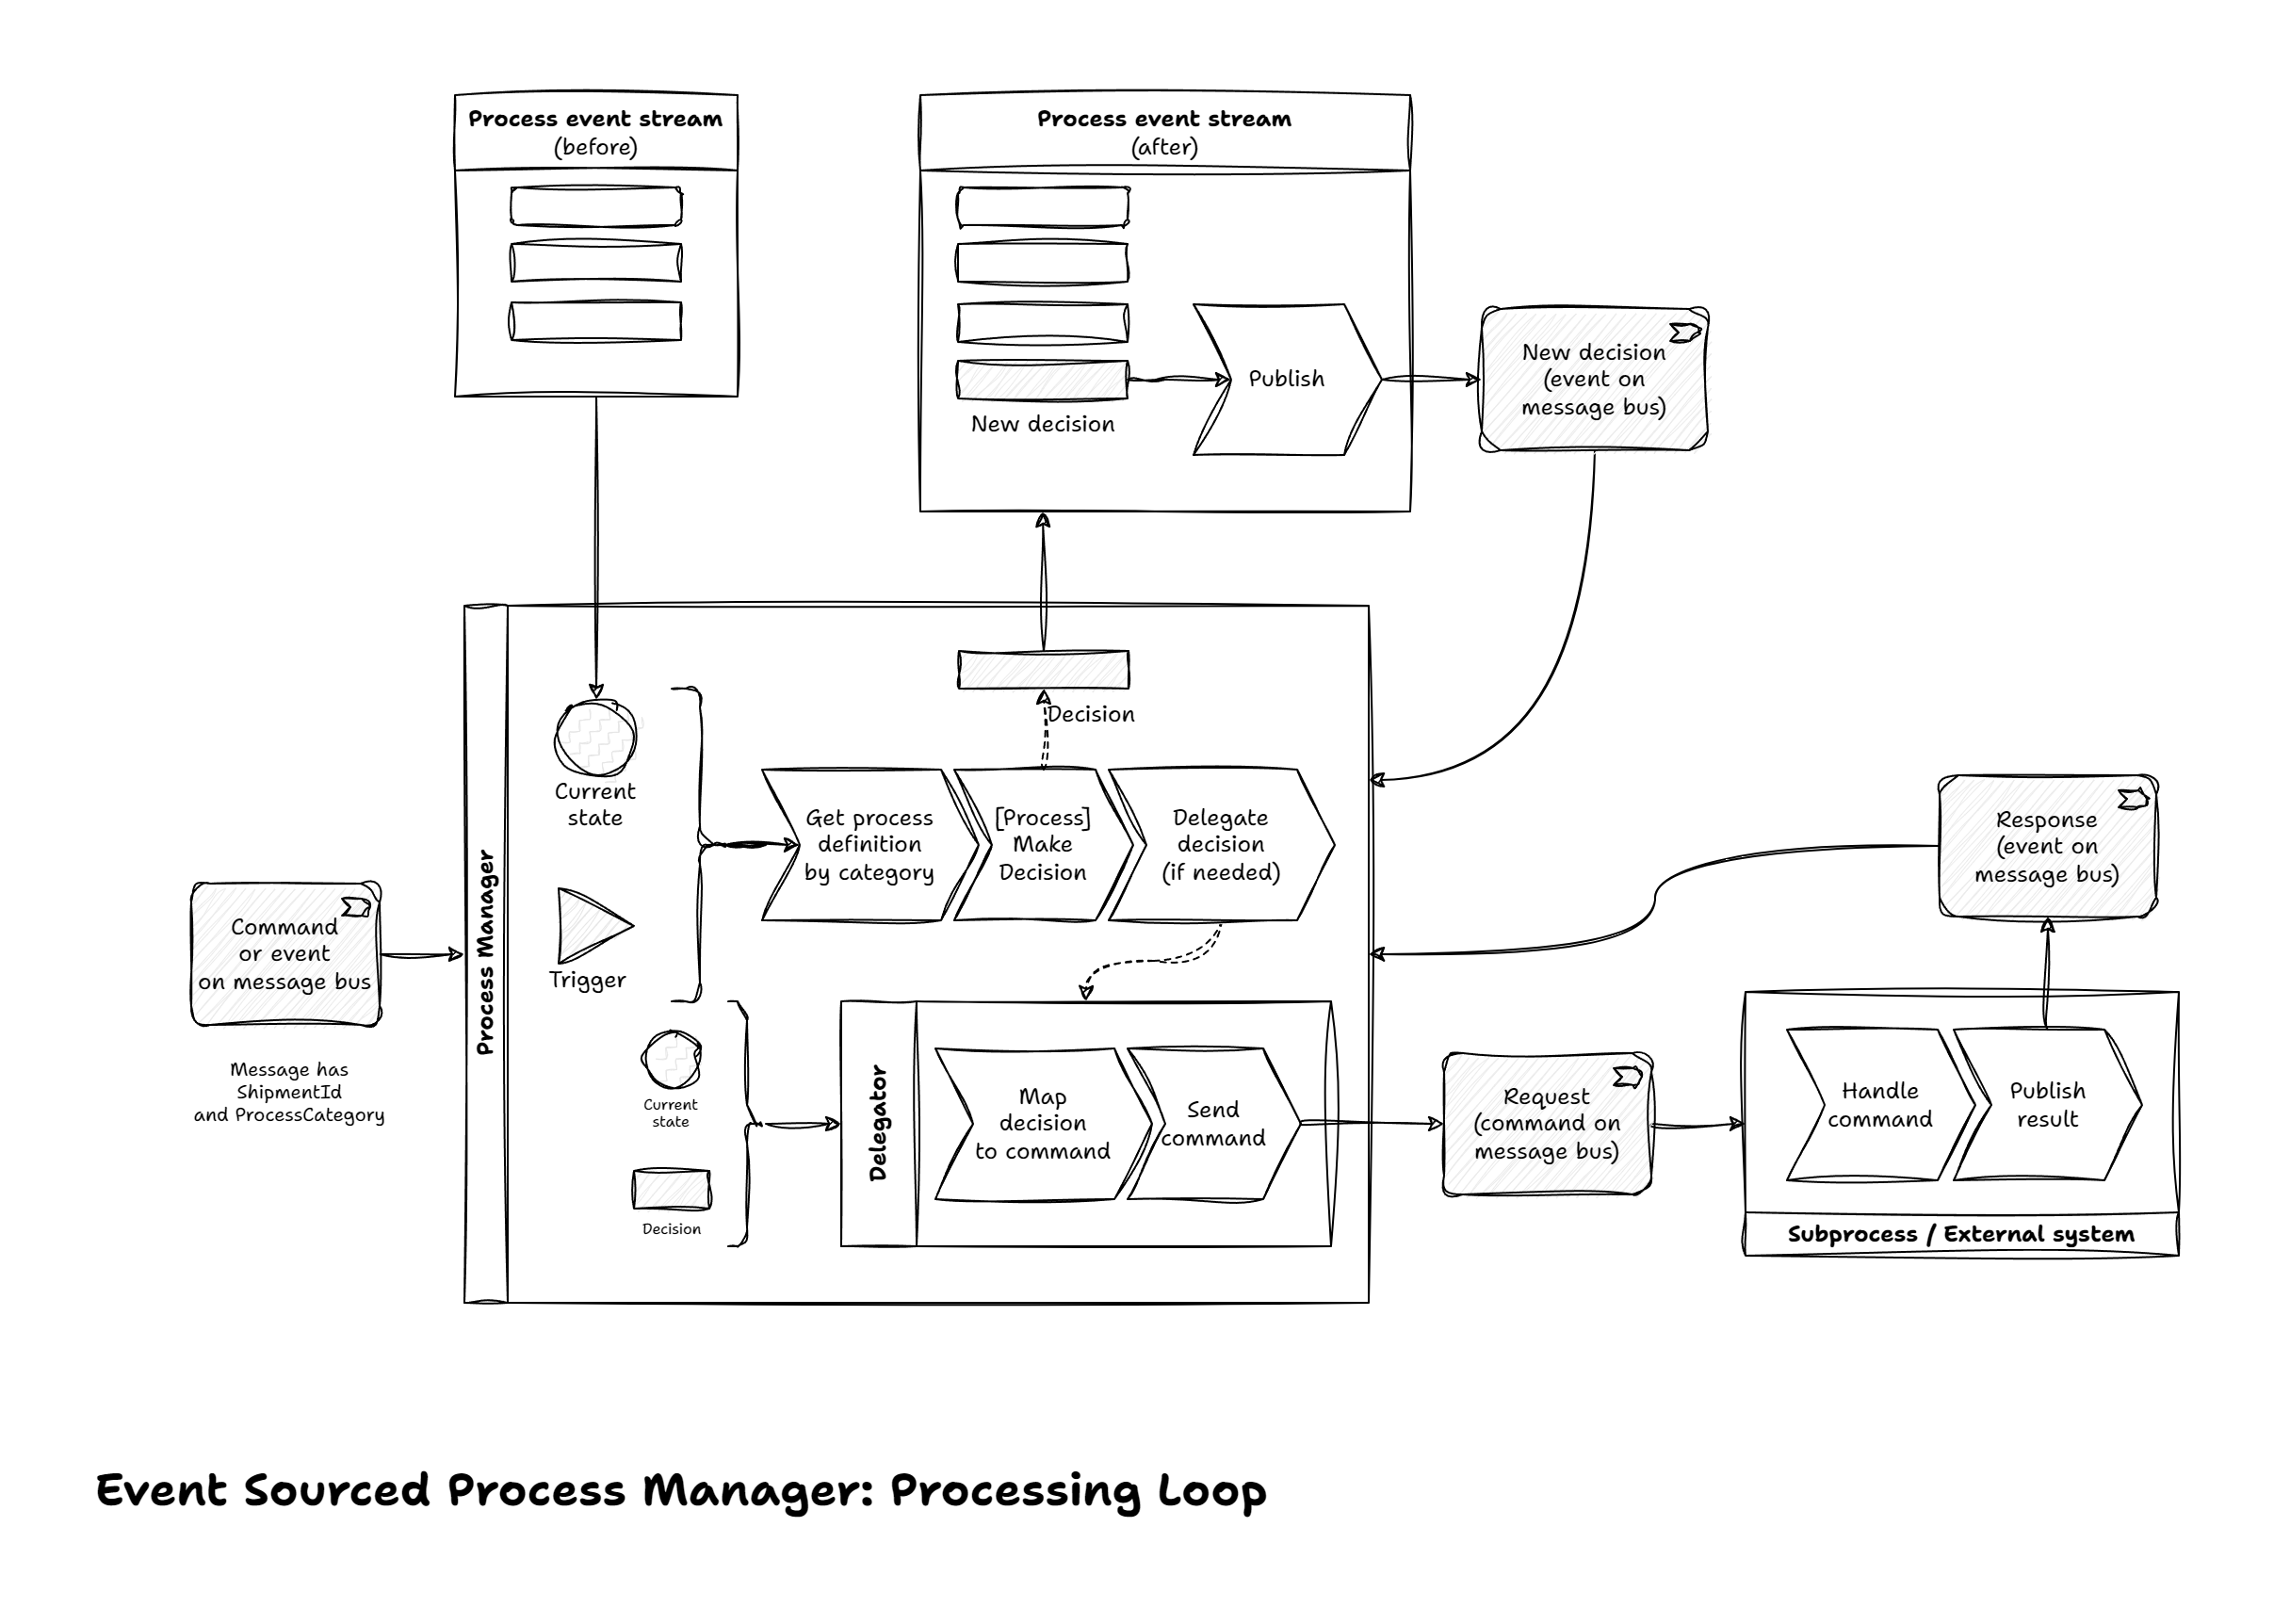 Process event stream
(before)
Process event stream
(after)
New decision
Publish
New decision
(event on
message bus)
Decision
Current
state
Get process
definition
by category
[Process]
Make
Decision
Delegate
decision
(if needed)
Response
(event on
message bus)
Process Manager
Command
or event
on message bus
Trigger
Message has
ShipmentId
and ProcessCategory
Current
state
Decision
Delegator
Map
decision
to command
Send
command
Request
(command on
message bus)
Handle
command
Publish
result
Subprocess / External system
Event Sourced Process Manager: Processing Loop